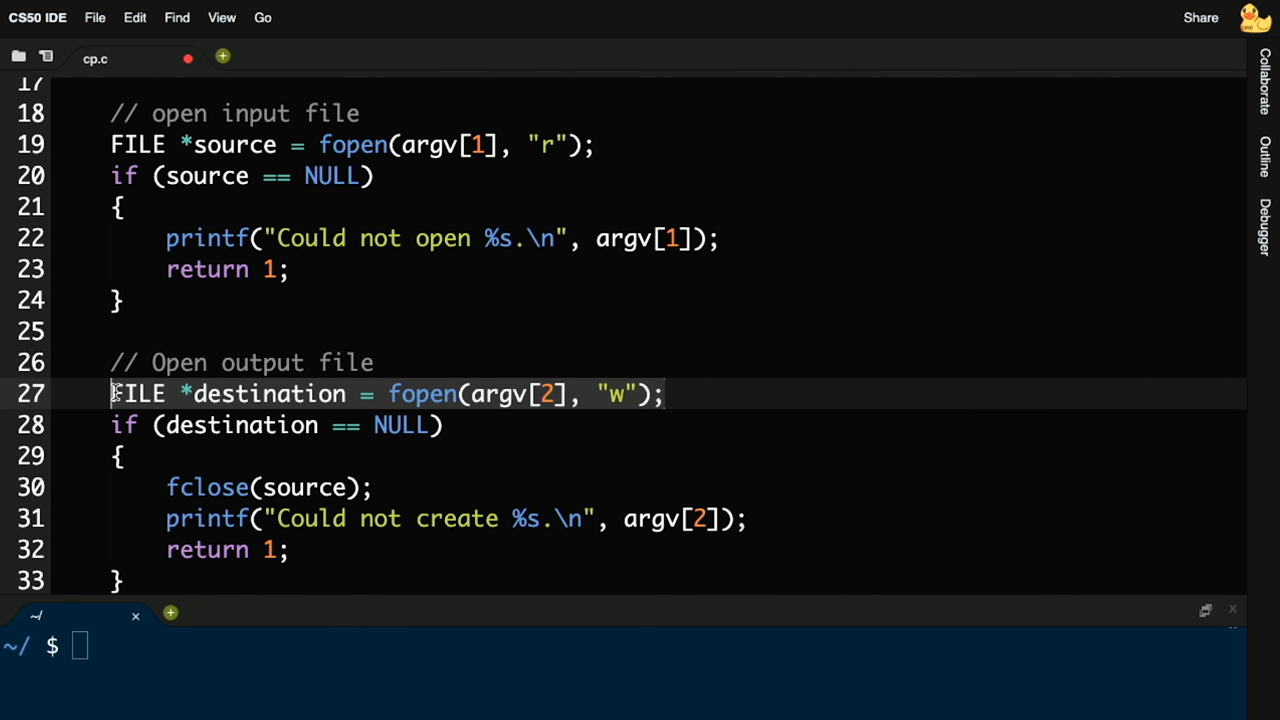 CS50 IDE File Edit Find View Go Share
cp.c
17
18 // open input file
19 FILE *source = fopen(argv[1], "r");
20 if (source == NULL)
21 {
22 printf("Could not open %s.\n", argv[1]);
23 return 1;
24 }
25
26 // Open output file
27 FILE *destination = fopen(argv[2], "w");
28 if (destination == NULL)
29 {
30 fclose(source);
31 printf("Could not create %s.\n", argv[2]);
32 return 1;
33 }
~/
~/ $
Collaborate
Outline
Debugger